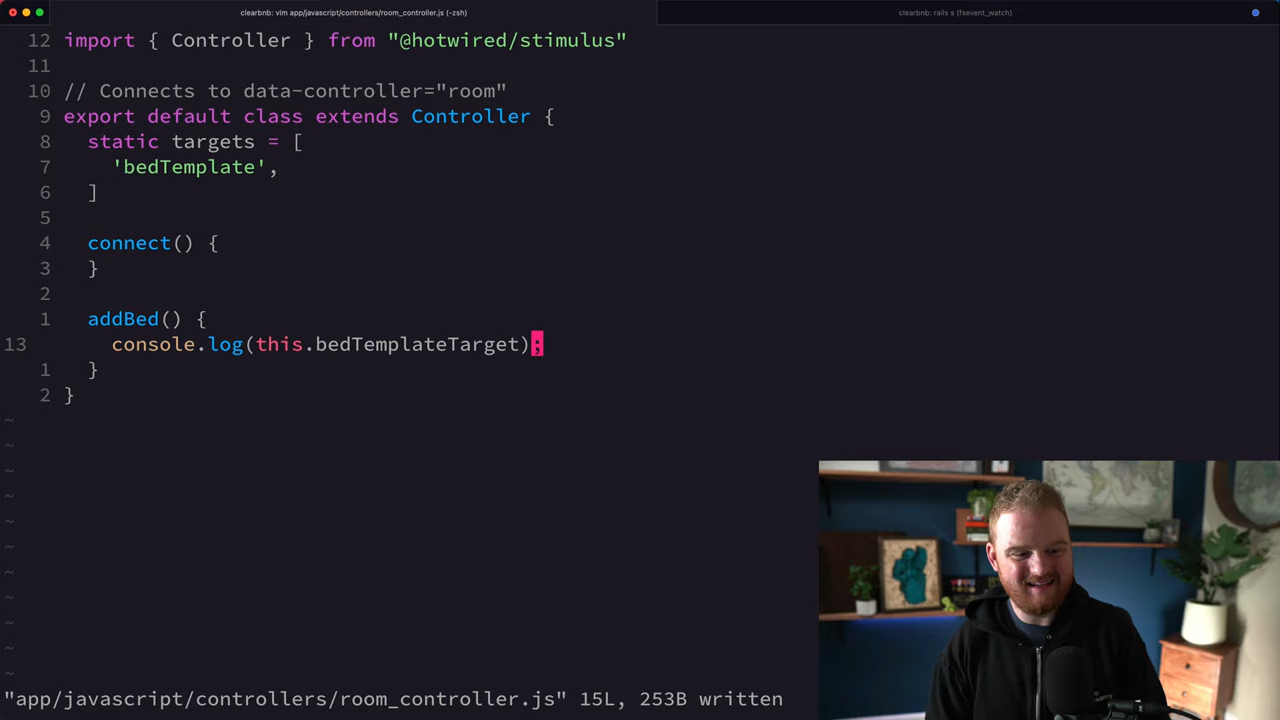 clearbnb: vim app/javascript/controllers/room_controller.js (-zsh)
clearbnb: rails s (fsevent_watch)
12 import { Controller } from "@hotwired/stimulus"
11
10 // Connects to data-controller="room"
9 export default class extends Controller {
8 static targets = [
7 'bedTemplate',
6 ]
5
4 connect() {
3 }
2
1 addBed() {
13 console.log(this.bedTemplateTarget);
1 }
2 }
~
~
~
~
~
~
~
~
~
~
~
"app/javascript/controllers/room_controller.js" 15L, 253B written